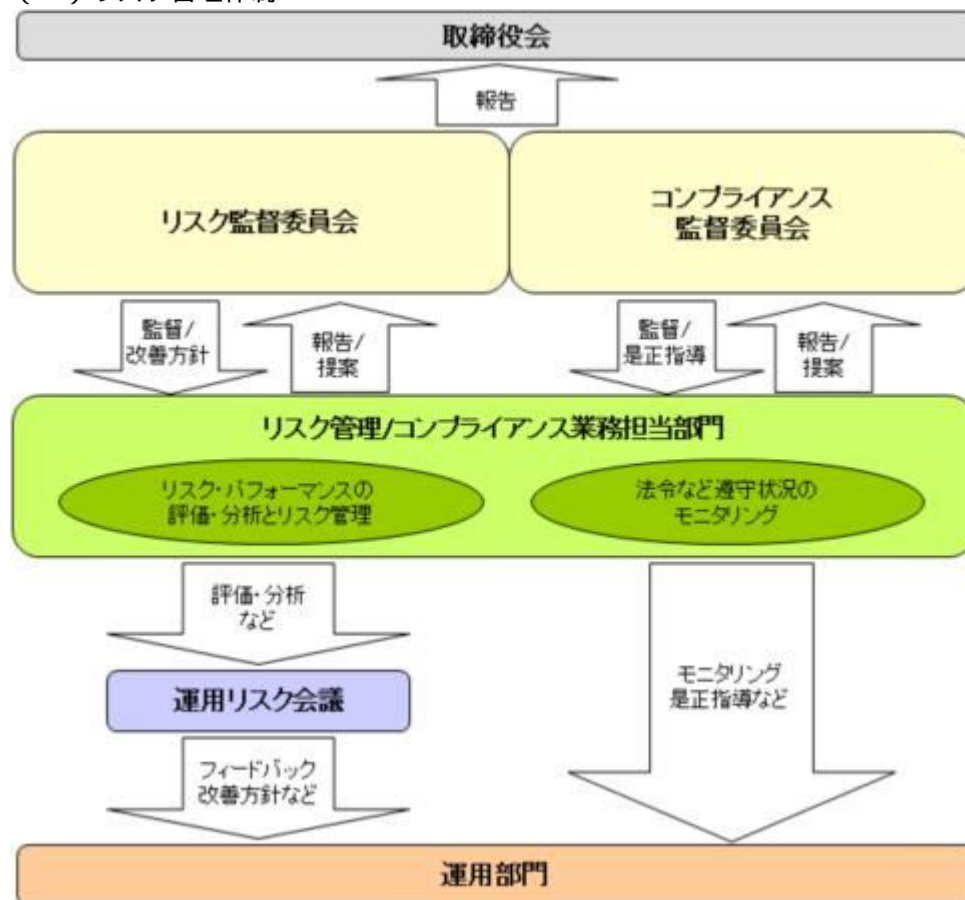 取締役会
報告
リスク監督委員会
コンプライアンス
監督委員会
監督/
改善方針
報告/
提案
監督/
是正指導
報告/
提案
リスク管理/コンプライアンス業務担当部門
リスク・パフォーマンスの
評価・分析とリスク管理
法令など遵守状況の
モニタリング
評価・分析
など
運用リスク会議
モニタリング
是正指導など
フィードバック
改善方針など
運用部門